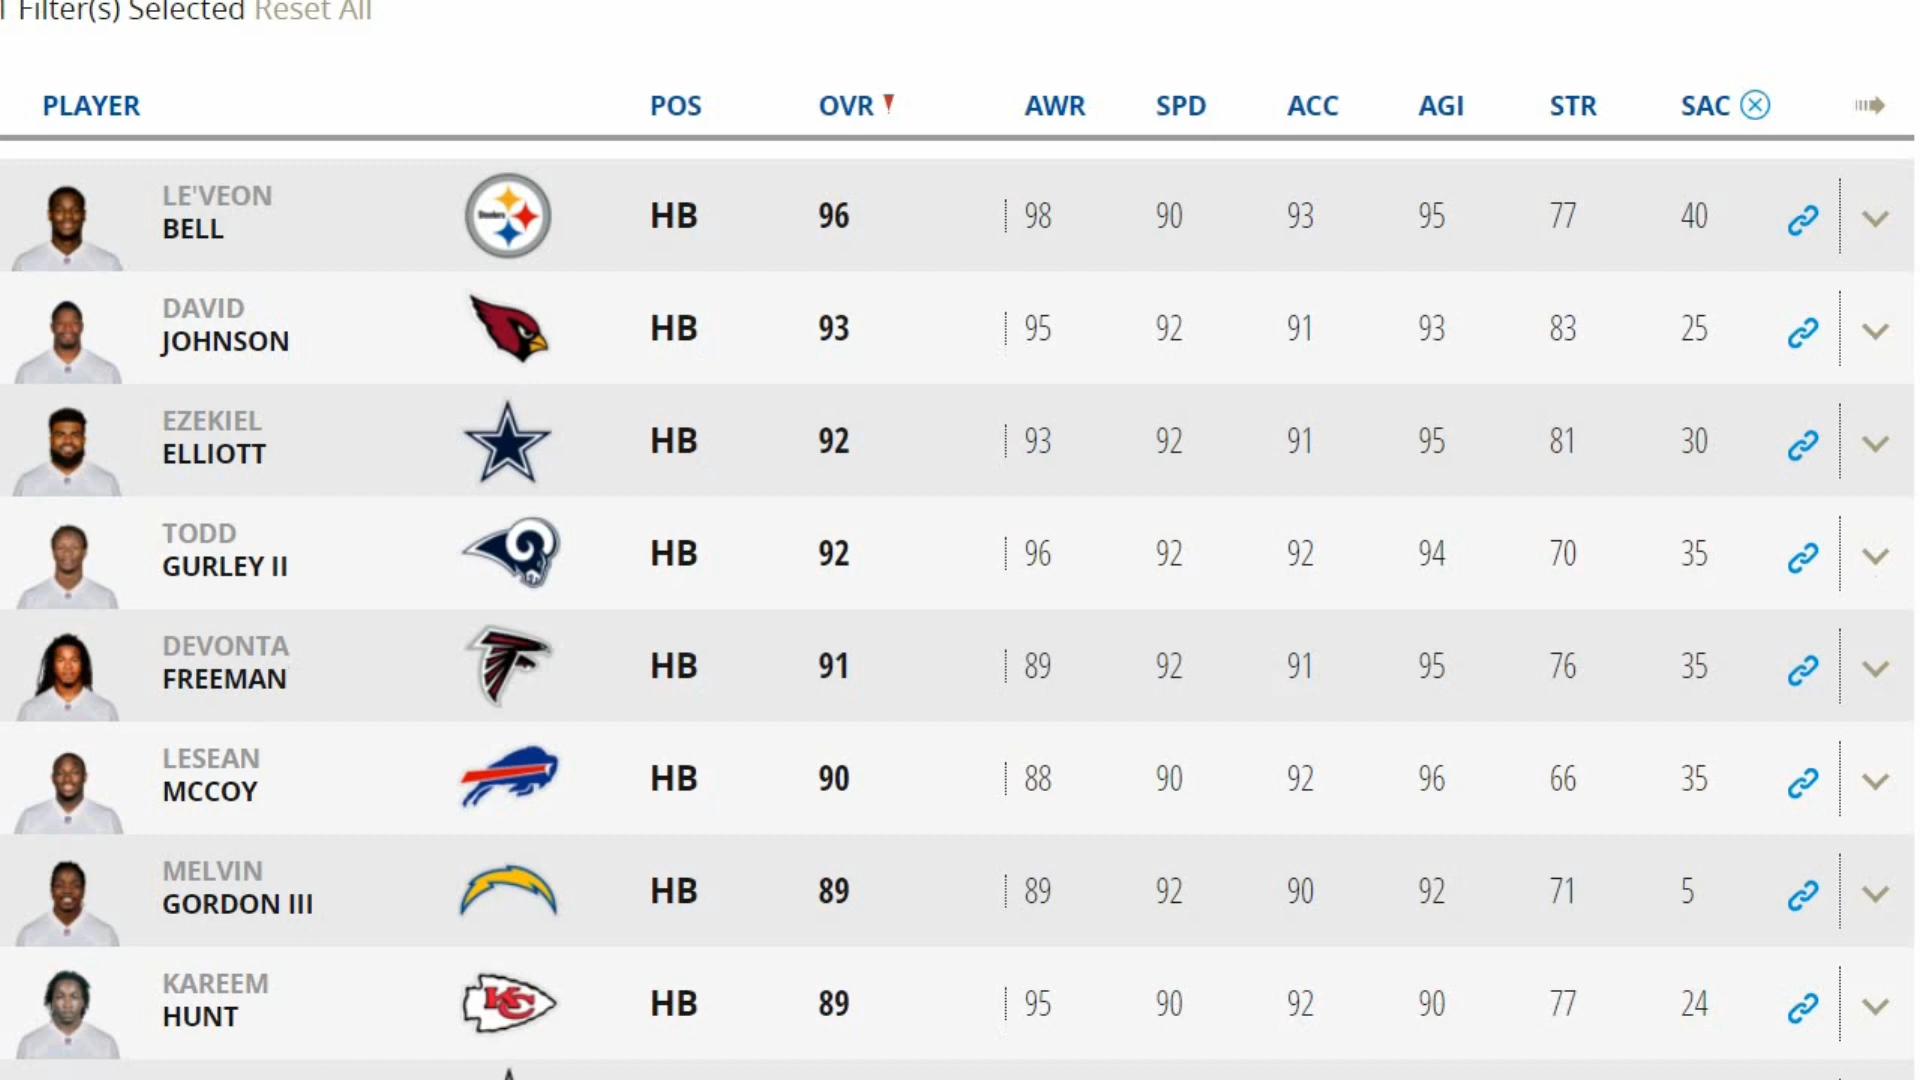 1 Filter(s) Selected Reset All
PLAYER POS OVR AWR SPD ACC AGI STR SAC
LE'VEON
BELL
Steelers
HB 96 98 90 93 95 77 40
DAVID
JOHNSON
HB 93 95 92 91 93 83 25
EZEKIEL
ELLIOTT
HB 92 93 92 91 95 81 30
TODD
GURLEY II
HB 92 96 92 92 94 70 35
DEVONTA
FREEMAN
HB 91 89 92 91 95 76 35
LESEAN
MCCOY
HB 90 88 90 92 96 66 35
MELVIN
GORDON III
HB 89 89 92 90 92 71 5
KAREEM
HUNT
KC
HB 89 95 90 92 90 77 24